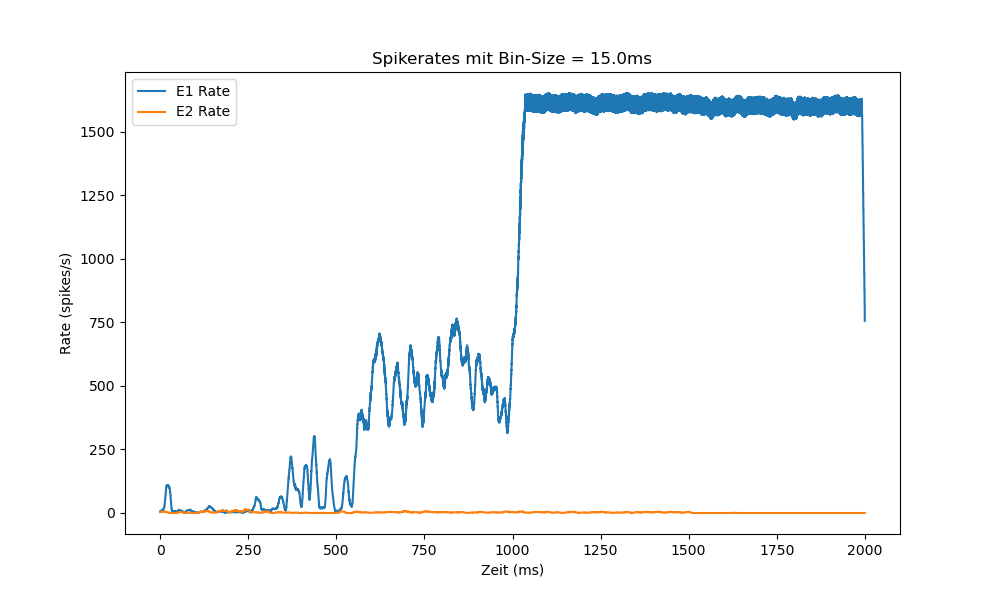 Spikerates mit Bin-Size = 15.0ms
E1 Rate
E2 Rate
1500
1250
1000
750
500
250
0
Rate (spikes/s)
0 250 500 750 1000 1250 1500 1750 2000
Zeit (ms)